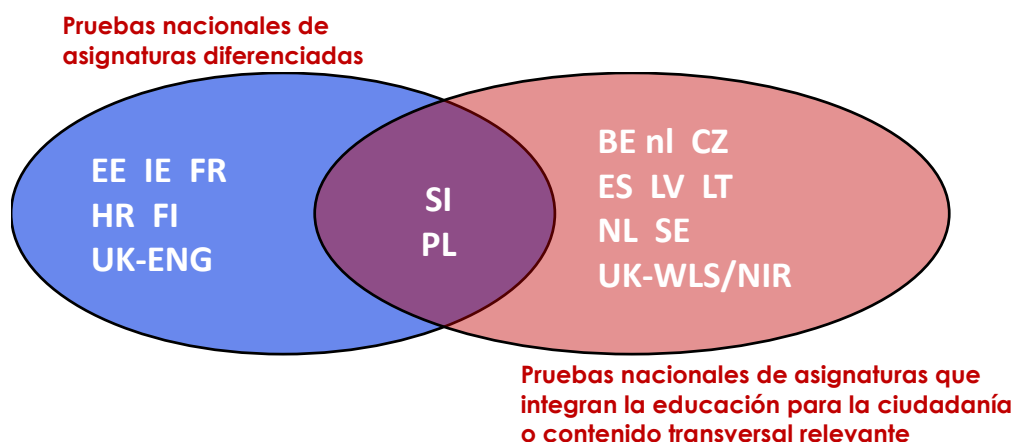 Pruebas nacionales de
asignaturas diferenciadas
EE IE FR
HR FI
UK-ENG
SI
PL
BE nl CZ
ES LV LT
NL SE
UK-WLS/NIR
Pruebas nacionales de asignaturas que
integran la educación para la ciudadanía
o contenido transversal relevante